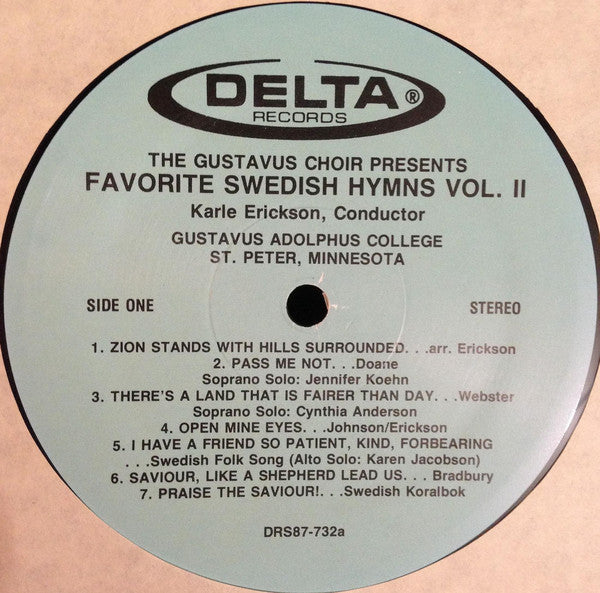 DELTA®
RECORDS
THE GUSTAVUS CHOIR PRESENTS
FAVORITE SWEDISH HYMNS VOL. II
Karle Erickson, Conductor
GUSTAVUS ADOLPHUS COLLEGE
ST. PETER, MINNESOTA
SIDE ONE
STEREO
1. ZION STANDS WITH HILLS SURROUNDED. . .arr. Erickson
2. PASS ME NOT. . .Doane
Soprano Solo: Jennifer Koehn
3. THERE'S A LAND THAT IS FAIRER THAN DAY. . .Webster
Soprano Solo: Cynthia Anderson
4. OPEN MINE EYES. . .Johnson/Erickson
5. I HAVE A FRIEND SO PATIENT, KIND, FORBEARING
. . .Swedish Folk Song (Alto Solo: Karen Jacobson)
6. SAVIOUR, LIKE A SHEPHERD LEAD US. . . Bradbury
7. PRAISE THE SAVIOUR!. . .Swedish Koralbok
DRS87-732a